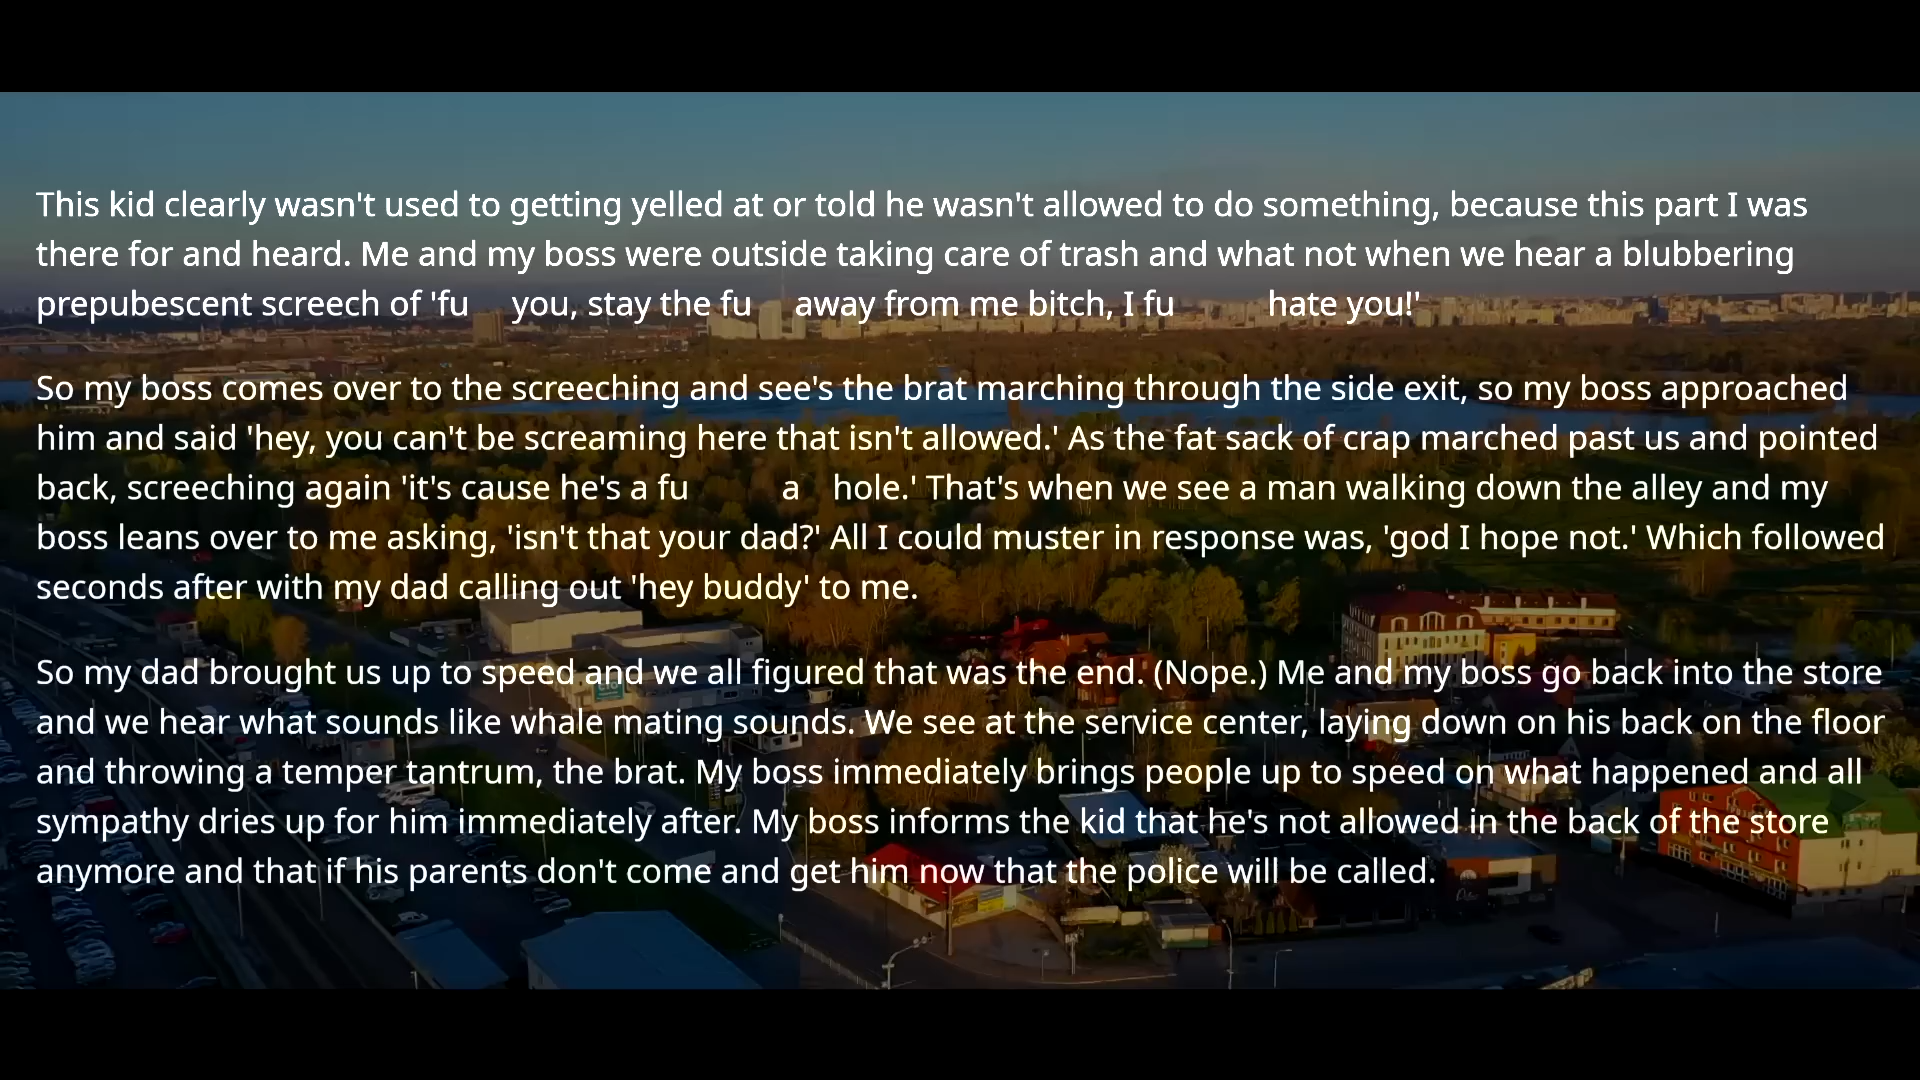 This kid clearly wasn't used to getting yelled at or told he wasn't allowed to do something, because this part I was
there for and heard. Me and my boss were outside taking care of trash and what not when we hear a blubbering
prepubescent screech of 'fu you, stay the fu away from me bitch, I fu hate you!'
So my boss comes over to the screeching and see's the brat marching through the side exit, so my boss approached
him and said 'hey, you can't be screaming here that isn't allowed.' As the fat sack of crap marched past us and pointed
back, screeching again 'it's cause he's a fu a hole.' That's when we see a man walking down the alley and my
boss leans over to me asking, 'isn't that your dad?' All I could muster in response was, 'god I hope not.' Which followed
seconds after with my dad calling out 'hey buddy' to me.
So my dad brought us up to speed and we all figured that was the end. (Nope.) Me and my boss go back into the store
and we hear what sounds like whale mating sounds. We see at the service center, laying down on his back on the floor
and throwing a temper tantrum, the brat. My boss immediately brings people up to speed on what happened and all
sympathy dries up for him immediately after. My boss informs the kid that he's not allowed in the back of the store
anymore and that if his parents don't come and get him now that the police will be called.